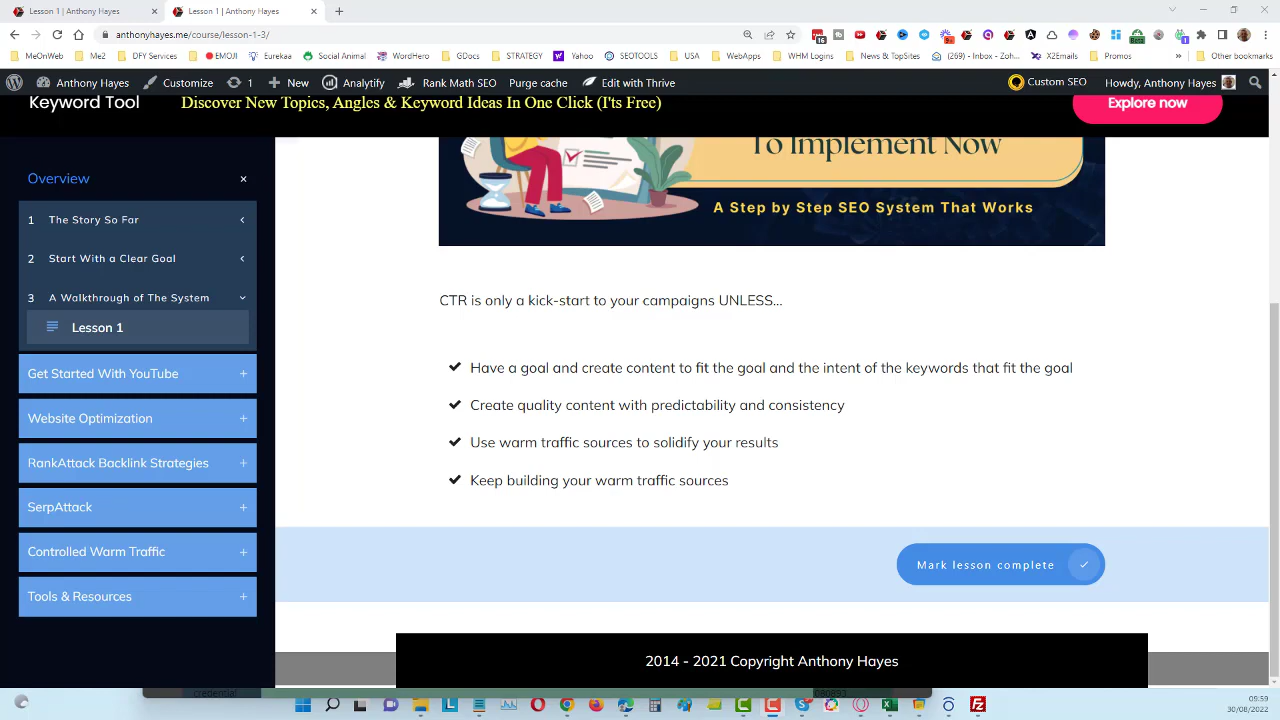 Lesson 1 | Anthony Hayes
Lesson 1 | Anthony Hayes
anthonyhayes.me/course/lesson-1-3/
MeOnWeb
Me2
DFY Services
EMOJI
Eureka
Social Animal
WHMP Hosting
HeroRino
GDocs
STRATEGY
Yahoo
SEOTOOLS
USA
WebApps
WHM Logins
News & TopSites
(269) - Inbox - Zoh...
X2Emails
Promos
»
Other bookmarks
Anthony Hayes
Customize
1
New
Analytify
Rank Math SEO
Purge cache
Edit with Thrive
Custom SEO
Howdy, Anthony Hayes
Keyword Tool
Discover New Topics, Angles & Keyword Ideas In One Click (I'ts Free)
Explore now
Overview
1 The Story So Far
2 Start With a Clear Goal
3 A Walkthrough of The System
Lesson 1
Get Started With YouTube
Website Optimization
RankAttack Backlink Strategies
SerpAttack
Controlled Warm Traffic
Tools & Resources
To Implement Now
A Step by Step SEO System That Works
CTR is only a kick-start to your campaigns UNLESS...
Have a goal and create content to fit the goal and the intent of the keywords that fit the goal
Create quality content with predictability and consistency
Use warm traffic sources to solidify your results
Keep building your warm traffic sources
Mark lesson complete
2014 - 2021 Copyright Anthony Hayes
09:59
30/08/2022